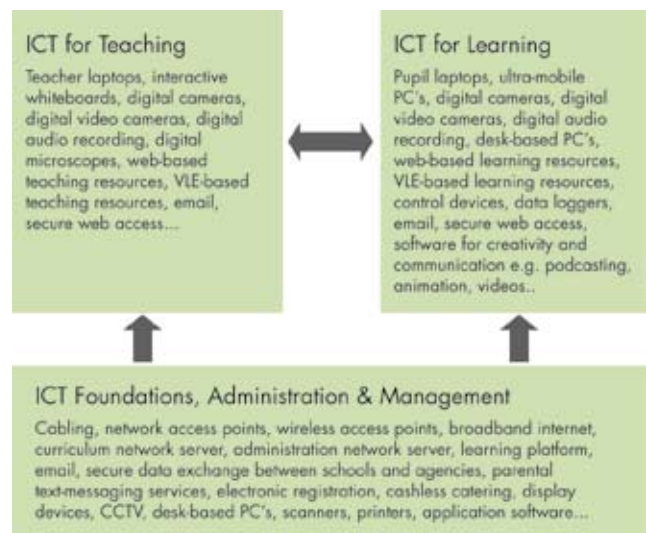 ICT for Teaching
Teacher laptops, interactive
whiteboards, digital cameras,
digital video cameras, digital
audio recording, digital
microscopes, web-based
teaching resources, VLE-based
teaching resources, email,
secure web access...
ICT for Learning
Pupil laptops, ultra-mobile
PC's, digital cameras, digital
video cameras, digital audio
recording, desk-based PC's,
web-based learning resources,
VLE-based learning resources,
control devices, data loggers,
email, secure web access,
software for creativity and
communication e.g. podcasting,
animation, videos..
ICT Foundations, Administration & Management
Cabling, network access points, wireless access points, broadband internet,
curriculum network server, administration network server, learning platform,
email, secure data exchange between schools and agencies, parental
text-messaging services, electronic registration, cashless catering, display
devices, CCTV, desk-based PC's, scanners, printers, application software...